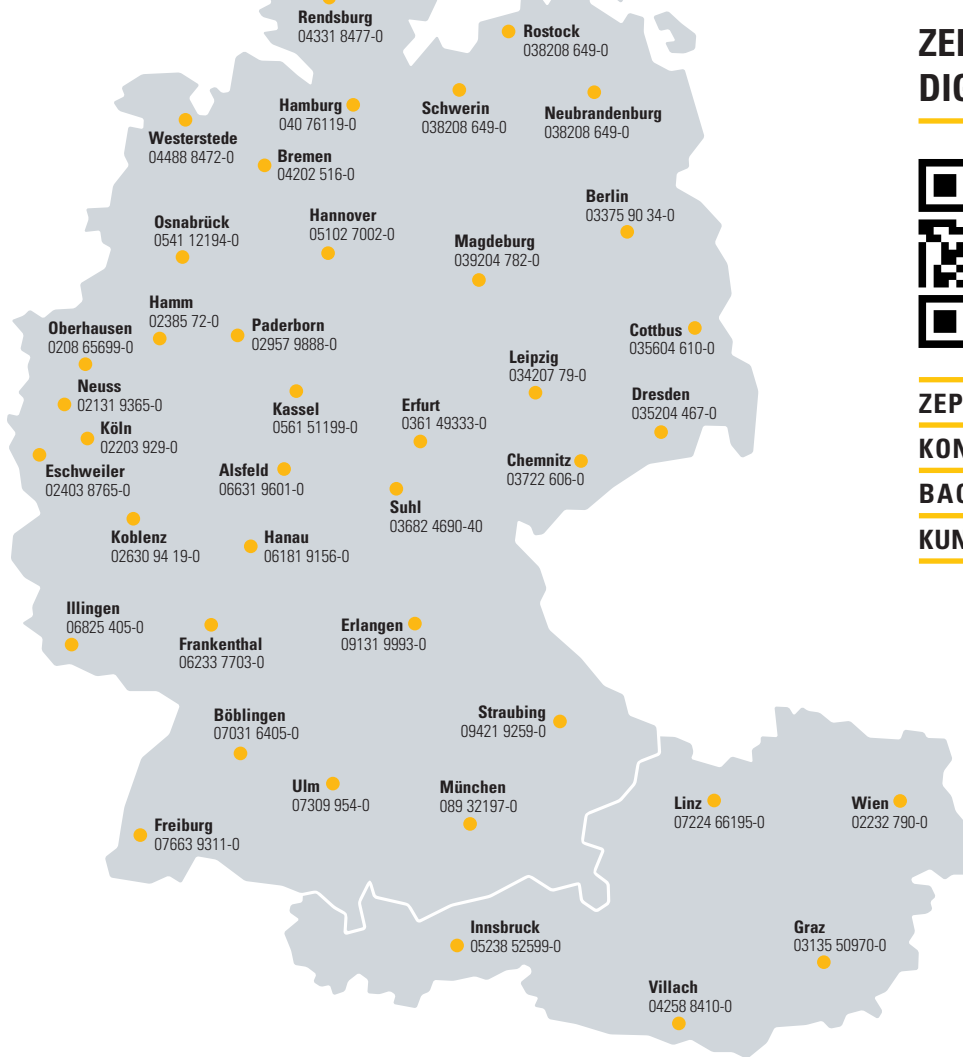 Rendsburg
04331 8477-0
Rostock
038208 649-0
Hamburg
040 76119-0
Schwerin
038208 649-0
Neubrandenburg
038208 649-0
Westerstede
04488 8472-0
Bremen
04202 516-0
Berlin
03375 90 34-0
Osnabrück
0541 12194-0
Hannover
05102 7002-0
Magdeburg
039204 782-0
Hamm
02385 72-0
Oberhausen
0208 65699-0
Paderborn
02957 9888-0
Cottbus
035604 610-0
Leipzig
034207 79-0
Neuss
02131 9365-0
Kassel
0561 51199-0
Erfurt
0361 49333-0
Dresden
035204 467-0
Köln
02203 929-0
Eschweiler
02403 8765-0
Alsfeld
06631 9601-0
Chemnitz
03722 606-0
Suhl
03682 4690-40
Koblenz
02630 94 19-0
Hanau
06181 9156-0
Illingen
06825 405-0
Frankenthal
06233 7703-0
Erlangen
09131 9993-0
Böblingen
07031 6405-0
Straubing
09421 9259-0
Ulm
07309 954-0
München
089 32197-0
Freiburg
07663 9311-0
Linz
07224 66195-0
Wien
02232 790-0
Innsbruck
05238 52599-0
Graz
03135 50970-0
Villach
04258 8410-0
ZEP
KON
KUN